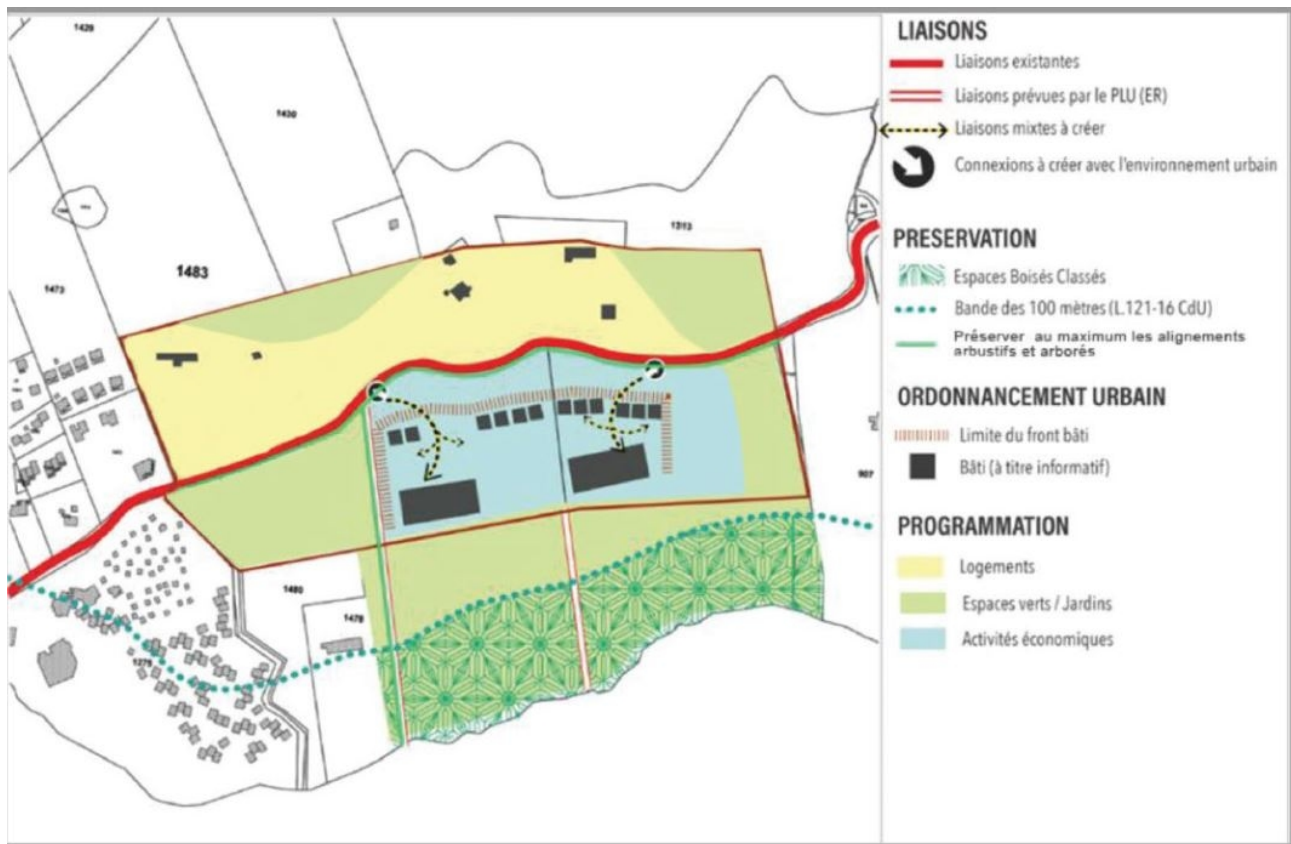 1428
1430
1483
1473
1313
907
1480
1478
1276
LIAISONS
Liaisons existantes
Liaisons prévues par le PLU (ER)
Liaisons mixtes à créer
Connexions à créer avec l'environnement urbain
PRESERVATION
Espaces Boisés Classés
Bande des 100 mètres (L.121-16 CdU)
Préserver au maximum les alignements
arbustifs et arborés
ORDONNANCEMENT URBAIN
Limite du front bâti
Bâti (à titre informatif)
PROGRAMMATION
Logements
Espaces verts / Jardins
Activités économiques